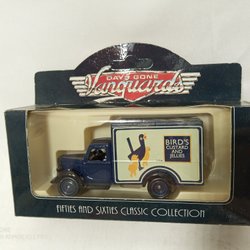 DAYS GONE
Vanguards
BIRD'S
CUSTARD
AND
JELLIES
FIFTIES AND SIXTIES CLASSIC COLLECTION